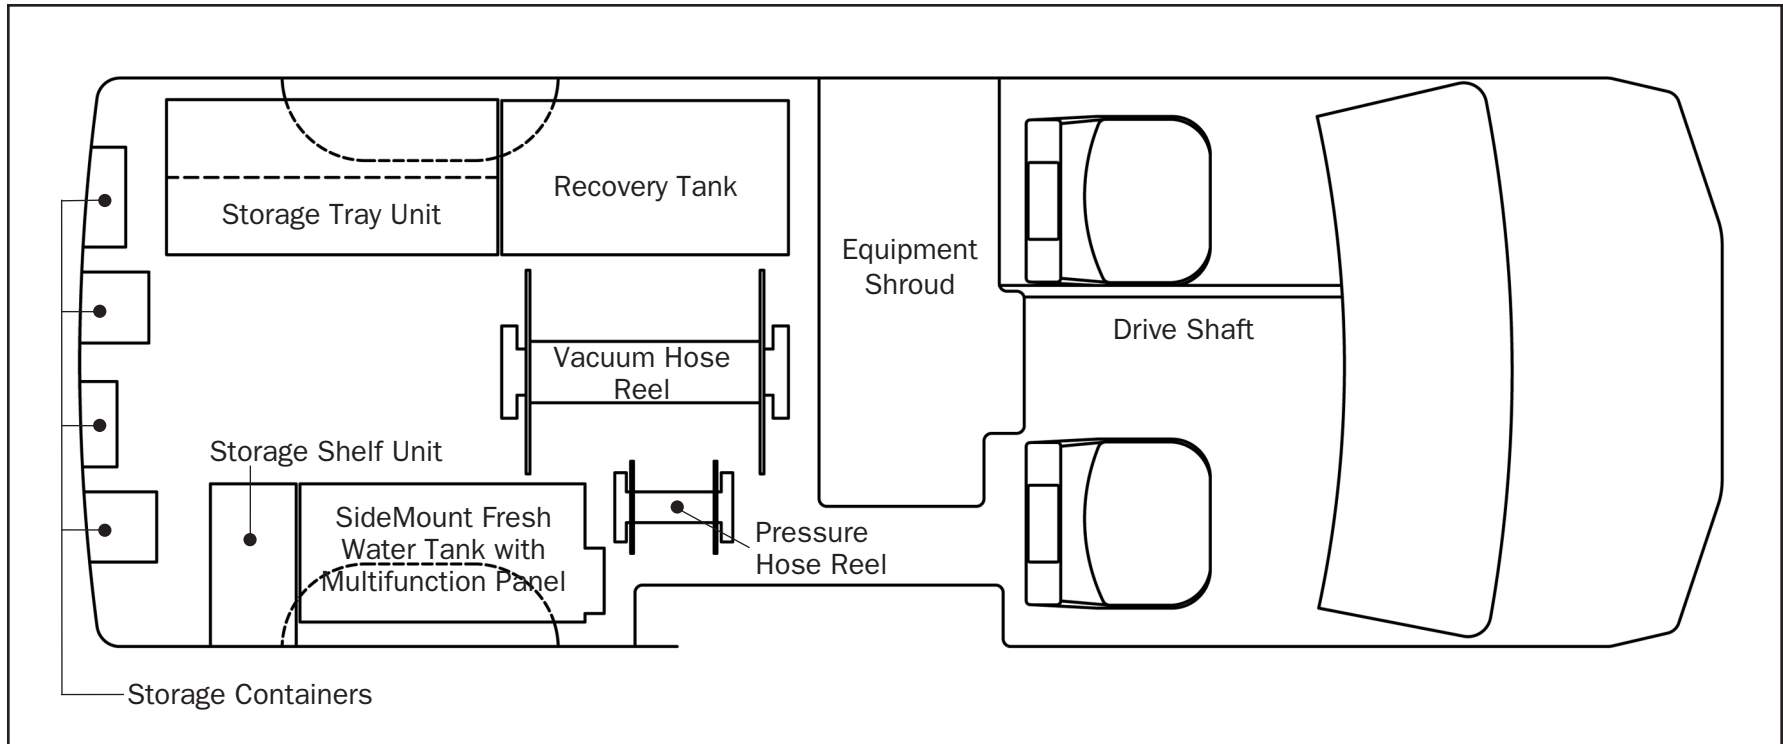 Recovery Tank
Storage Tray Unit
Equipment
Shroud
Drive Shaft
Vacuum Hose
Reel
Storage Shelf Unit
SideMount Fresh
Water Tank with
Multifunction Panel
Pressure
Hose Reel
Storage Containers